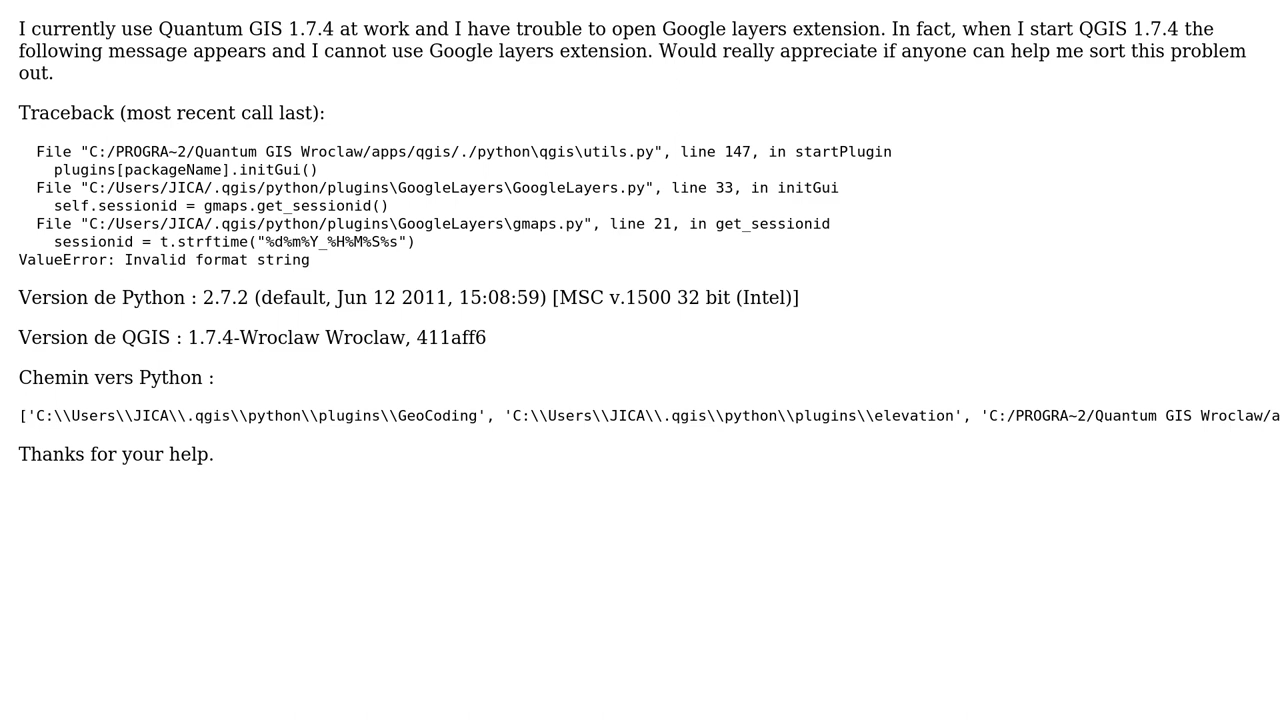 I currently use Quantum GIS 1.7.4 at work and I have trouble to open Google layers extension. In fact, when I start QGIS 1.7.4 the
following message appears and I cannot use Google layers extension. Would really appreciate if anyone can help me sort this problem
out.
Traceback (most recent call last):
  File "C:/PROGRA~2/Quantum GIS Wroclaw/apps/qgis/./python\qgis\utils.py", line 147, in startPlugin
    plugins[packageName].initGui()
  File "C:/Users/JICA/.qgis/python/plugins\GoogleLayers\GoogleLayers.py", line 33, in initGui
    self.sessionid = gmaps.get_sessionid()
  File "C:/Users/JICA/.qgis/python/plugins\GoogleLayers\gmaps.py", line 21, in get_sessionid
    sessionid = t.strftime("%d%m%Y_%H%M%S%s")
ValueError: Invalid format string
Version de Python : 2.7.2 (default, Jun 12 2011, 15:08:59) [MSC v.1500 32 bit (Intel)]
Version de QGIS : 1.7.4-Wroclaw Wroclaw, 411aff6
Chemin vers Python :
['C:\\Users\\JICA\\.qgis\\python\\plugins\\GeoCoding', 'C:\\Users\\JICA\\.qgis\\python\\plugins\\elevation', 'C:/PROGRA~2/Quantum GIS Wroclaw/a
Thanks for your help.